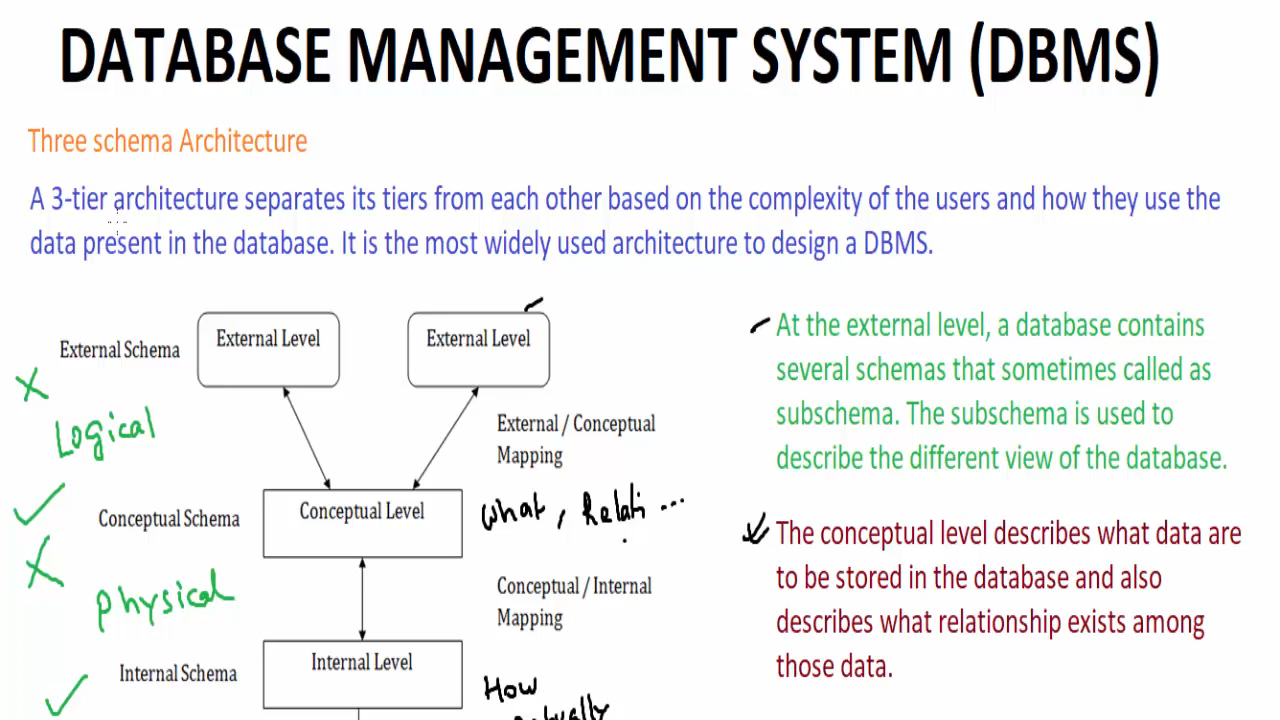 DATABASE MANAGEMENT SYSTEM (DBMS)
Three schema Architecture
A 3-tier architecture separates its tiers from each other based on the complexity of the users and how they use the
data present in the database. It is the most widely used architecture to design a DBMS.
External Schema
External Level
External Level
Logical
External / Conceptual
Mapping
Conceptual Schema
Conceptual Level
What, Relati ...
Physical
Conceptual / Internal
Mapping
Internal Schema
Internal Level
How
At the external level, a database contains
several schemas that sometimes called as
subschema. The subschema is used to
describe the different view of the database.
The conceptual level describes what data are
to be stored in the database and also
describes what relationship exists among
those data.